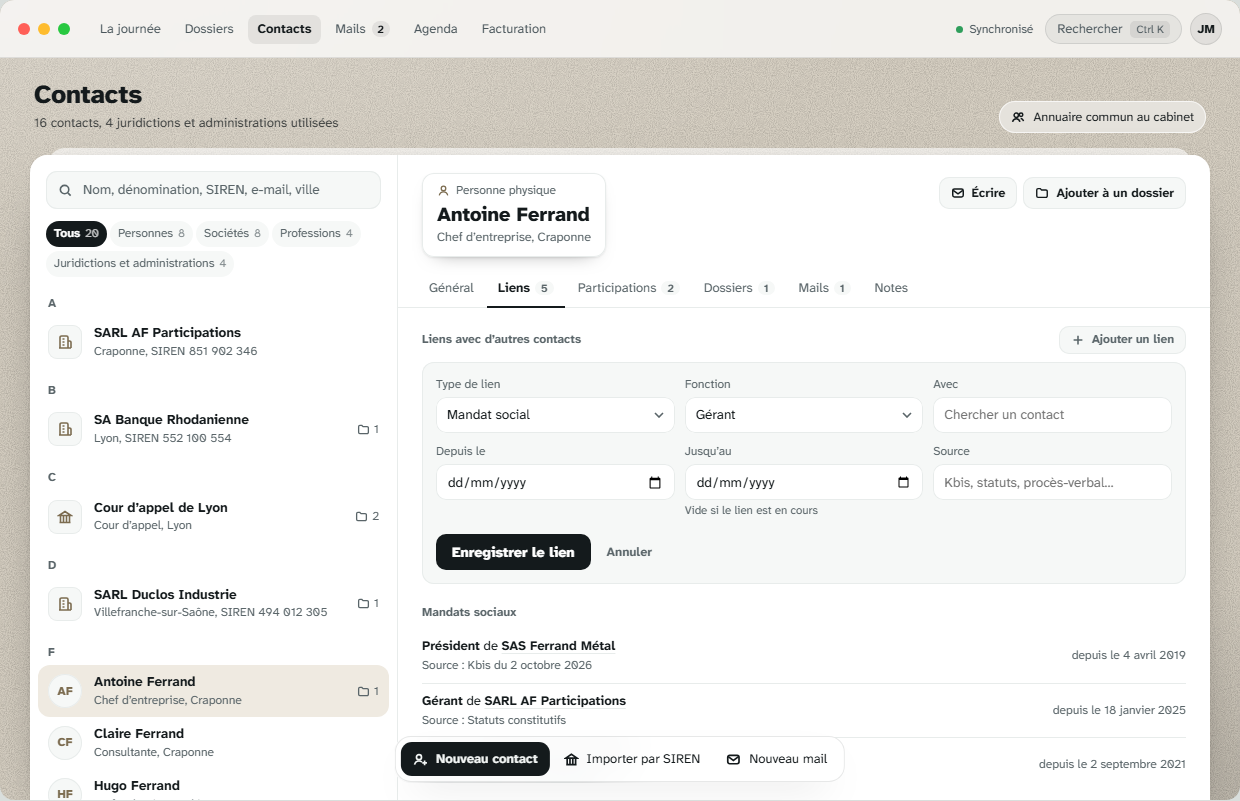 La journée Dossiers Contacts Mails 2 Agenda Facturation Synchronisé Rechercher Ctrl K JM
Contacts
16 contacts, 4 juridictions et administrations utilisées
Annuaire commun au cabinet
Nom, dénomination, SIREN, e-mail, ville
Tous 20 Personnes 8 Sociétés 8 Professions 4
Juridictions et administrations 4
A
SARL AF Participations
Craponne, SIREN 851 902 346
B
SA Banque Rhodanienne
Lyon, SIREN 552 100 554
1
C
Cour d’appel de Lyon
Cour d’appel, Lyon
2
D
SARL Duclos Industrie
Villefranche-sur-Saône, SIREN 494 012 305
1
F
AF
Antoine Ferrand
Chef d’entreprise, Craponne
1
CF
Claire Ferrand
Consultante, Craponne
HF
Hugo Ferrand
Personne physique
Antoine Ferrand
Chef d’entreprise, Craponne
Écrire
Ajouter à un dossier
Général Liens 5 Participations 2 Dossiers 1 Mails 1 Notes
Liens avec d’autres contacts
Ajouter un lien
Type de lien Fonction Avec
Mandat social Gérant Chercher un contact
Depuis le Jusqu’au Source
dd/mm/yyyy dd/mm/yyyy Kbis, statuts, procès-verbal…
Vide si le lien est en cours
Enregistrer le lien Annuler
Mandats sociaux
Président de SAS Ferrand Métal
Source : Kbis du 2 octobre 2026
depuis le 4 avril 2019
Gérant de SARL AF Participations
Source : Statuts constitutifs
depuis le 18 janvier 2025
depuis le 2 septembre 2021
Nouveau contact Importer par SIREN Nouveau mail